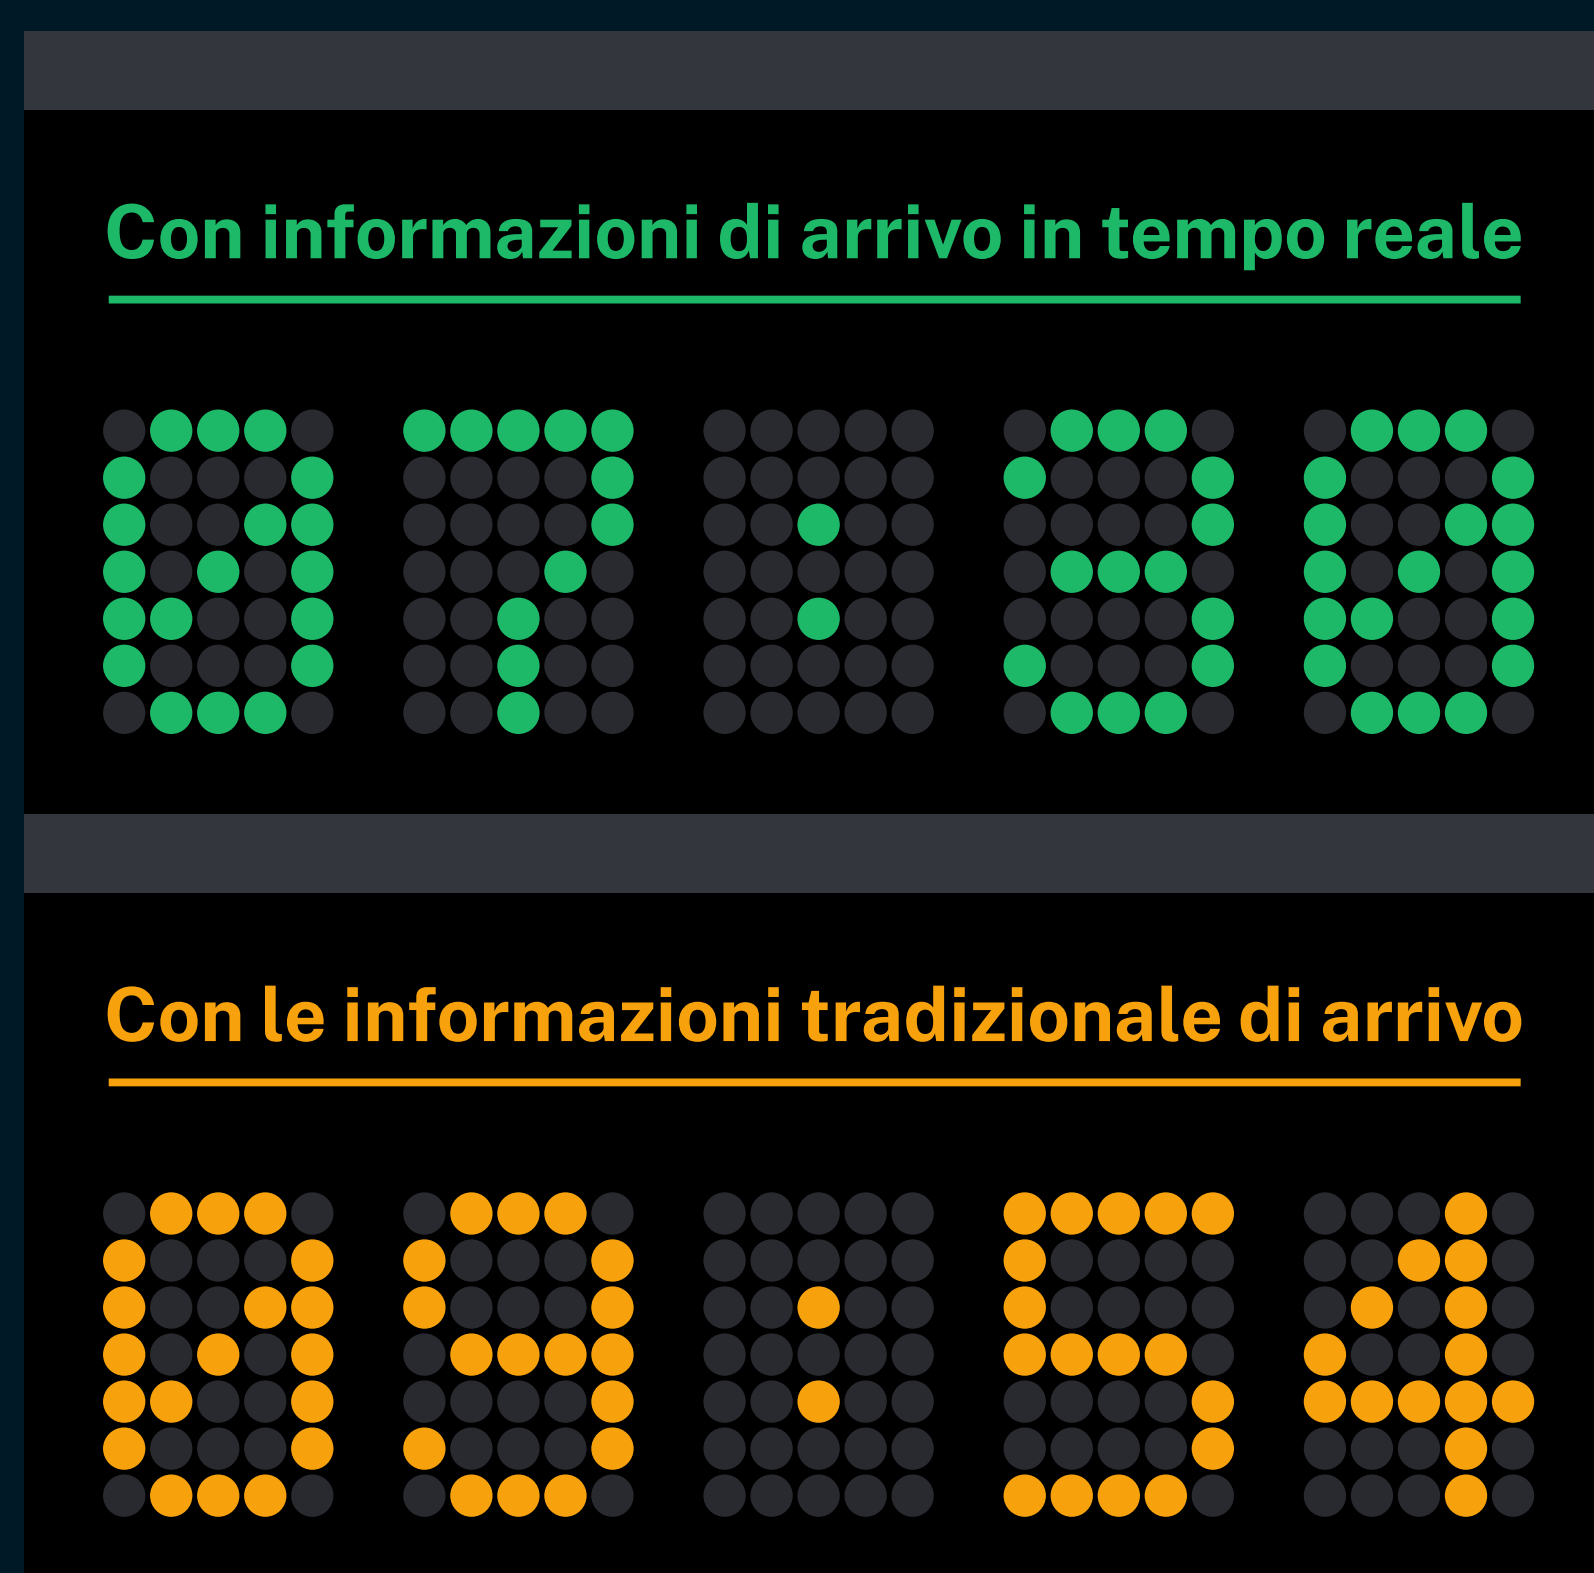 Con informazioni di arrivo in tempo reale
07:30
Con le informazioni tradizionale di arrivo
09:54